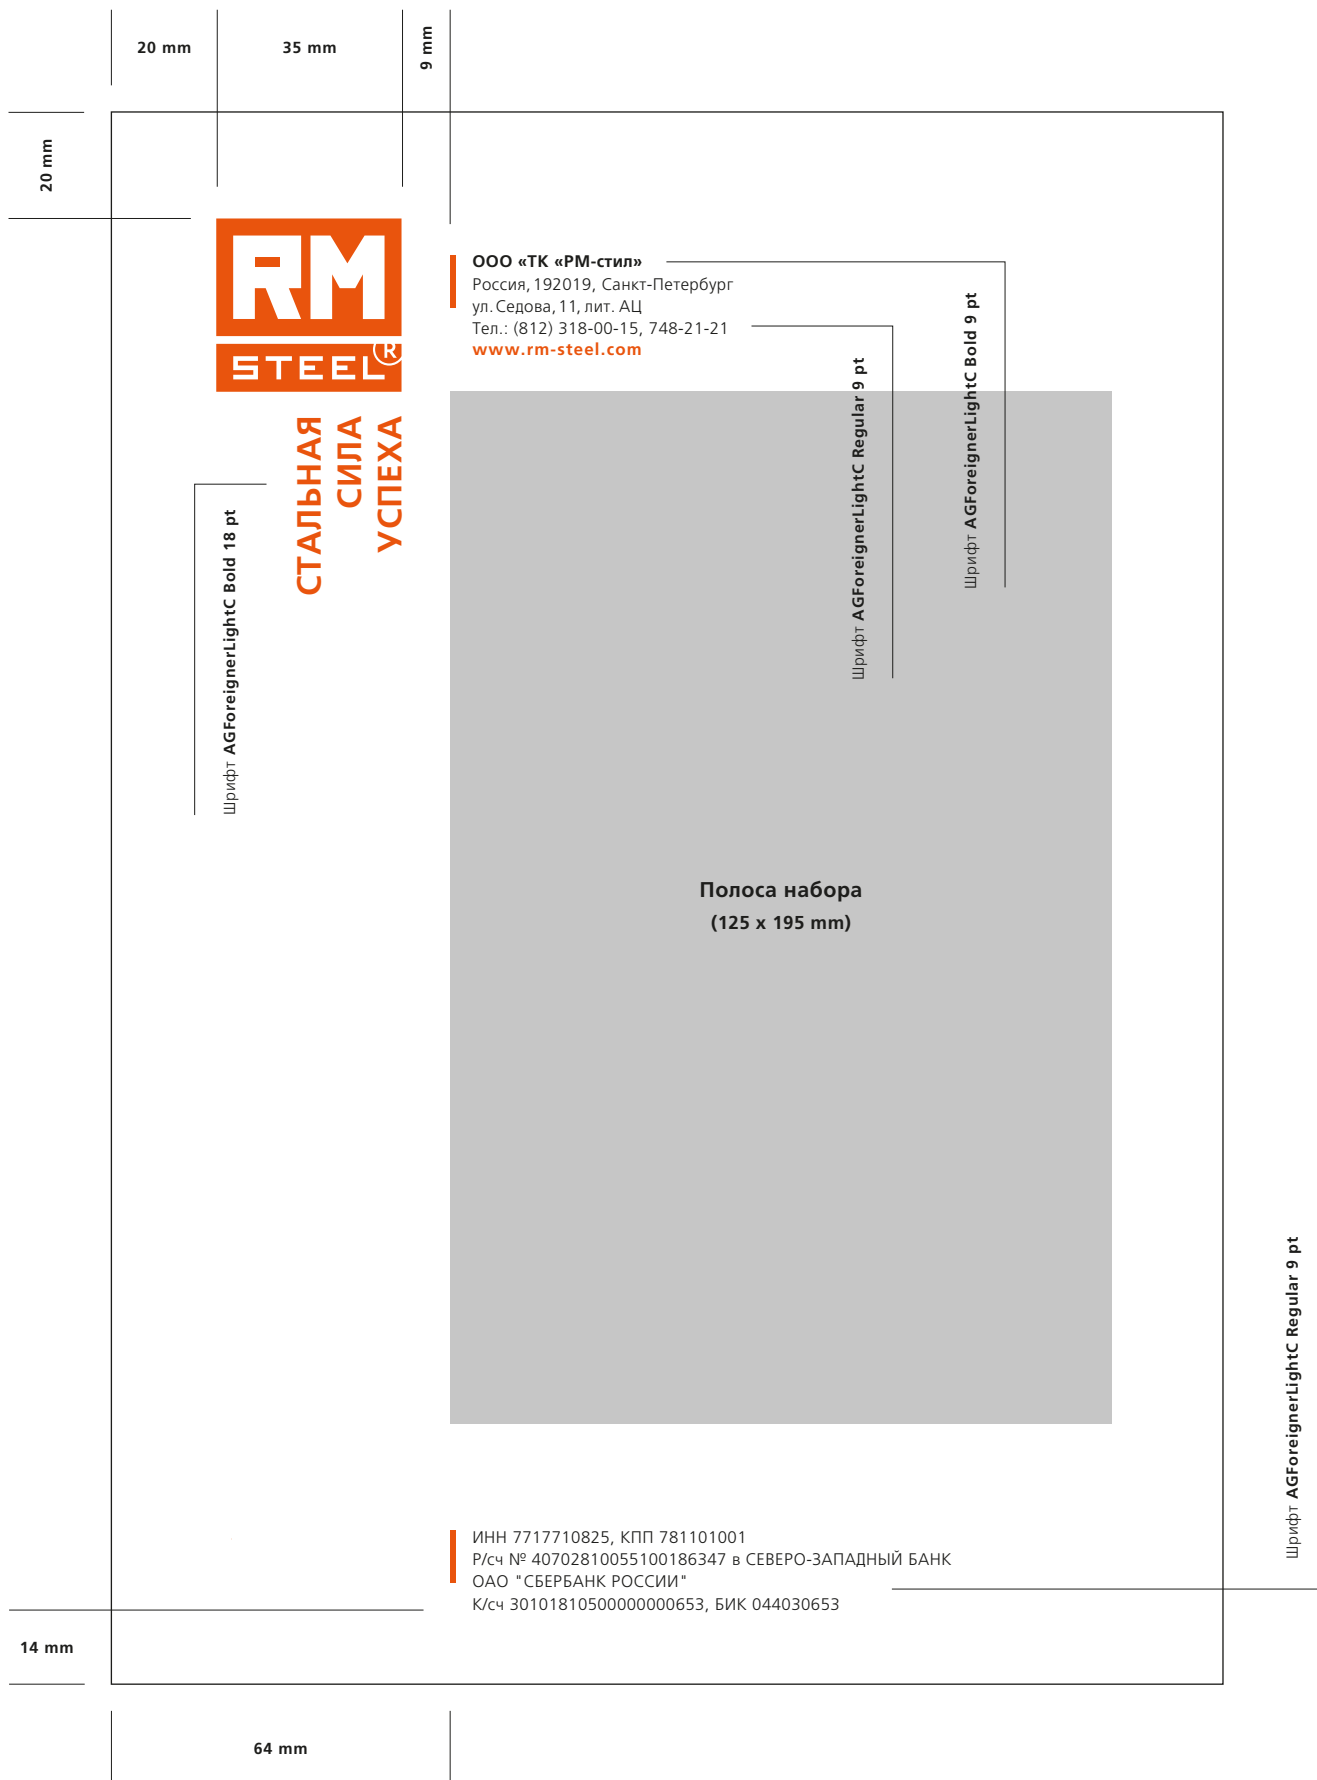 20 mm
35 mm
9 mm
20 mm
RM
STEEL®
ООО «ТК «РМ-стил»
Россия, 192019, Санкт-Петербург
ул. Седова, 11, лит. АЦ
Тел.: (812) 318-00-15, 748-21-21
www.rm-steel.com
СТАЛЬНАЯ
СИЛА
УСПЕХА
Шрифт AGForeignerLightC Bold 18 pt
Шрифт AGForeignerLightC Regular 9 pt
Шрифт AGForeignerLightC Bold 9 pt
Полоса набора
(125 x 195 mm)
Шрифт AGForeignerLightC Regular 9 pt
ИНН 7717710825, КПП 781101001
Р/сч № 40702810055100186347 в СЕВЕРО-ЗАПАДНЫЙ БАНК
ОАО "СБЕРБАНК РОССИИ"
К/сч 30101810500000000653, БИК 044030653
14 mm
64 mm